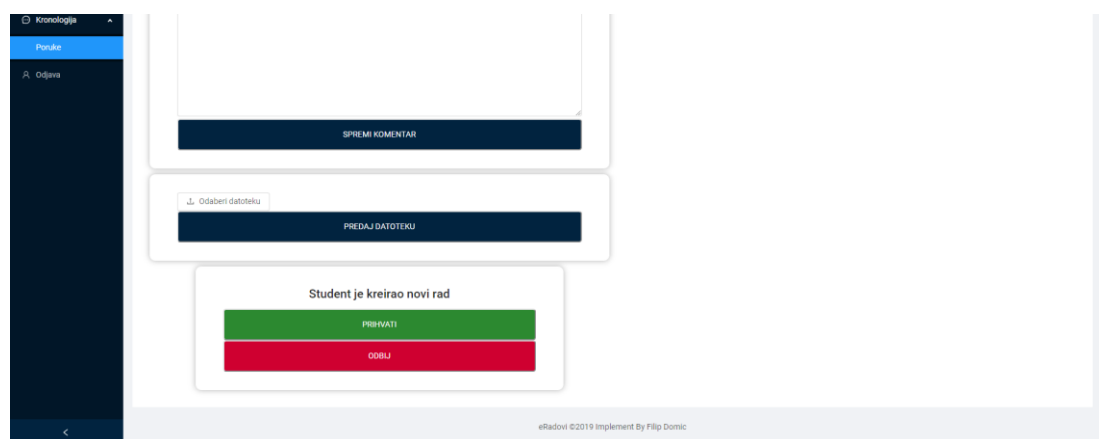 Kronologija
Poruke
Odjava
SPREMI KOMENTAR
Odaberi datoteku
PREDAJ DATOTEKU
Student je kreirao novi rad
PRIHVATI
ODBIJ
eRadovi ©2019 Implement By Filip Domic